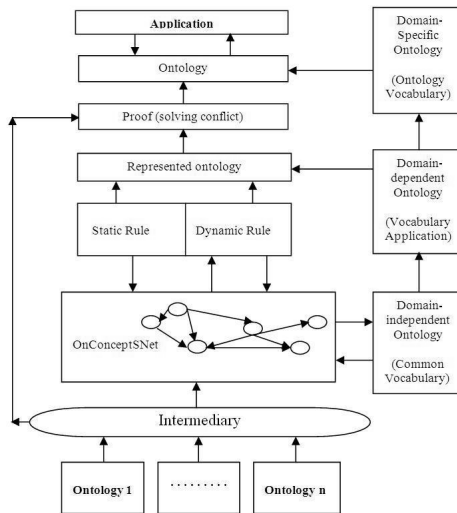 Application
Ontology
Proof (solving conflict)
Represented ontology
Static Rule
Dynamic Rule
OnConceptSNet
Intermediary
Ontology 1
.........
Ontology n
Domain-
Specific
Ontology
(Ontology
Vocabulary)
Domain-
dependent
Ontology
(Vocabulary
Application)
Domain-
independent
Ontology
(Common
Vocabulary)